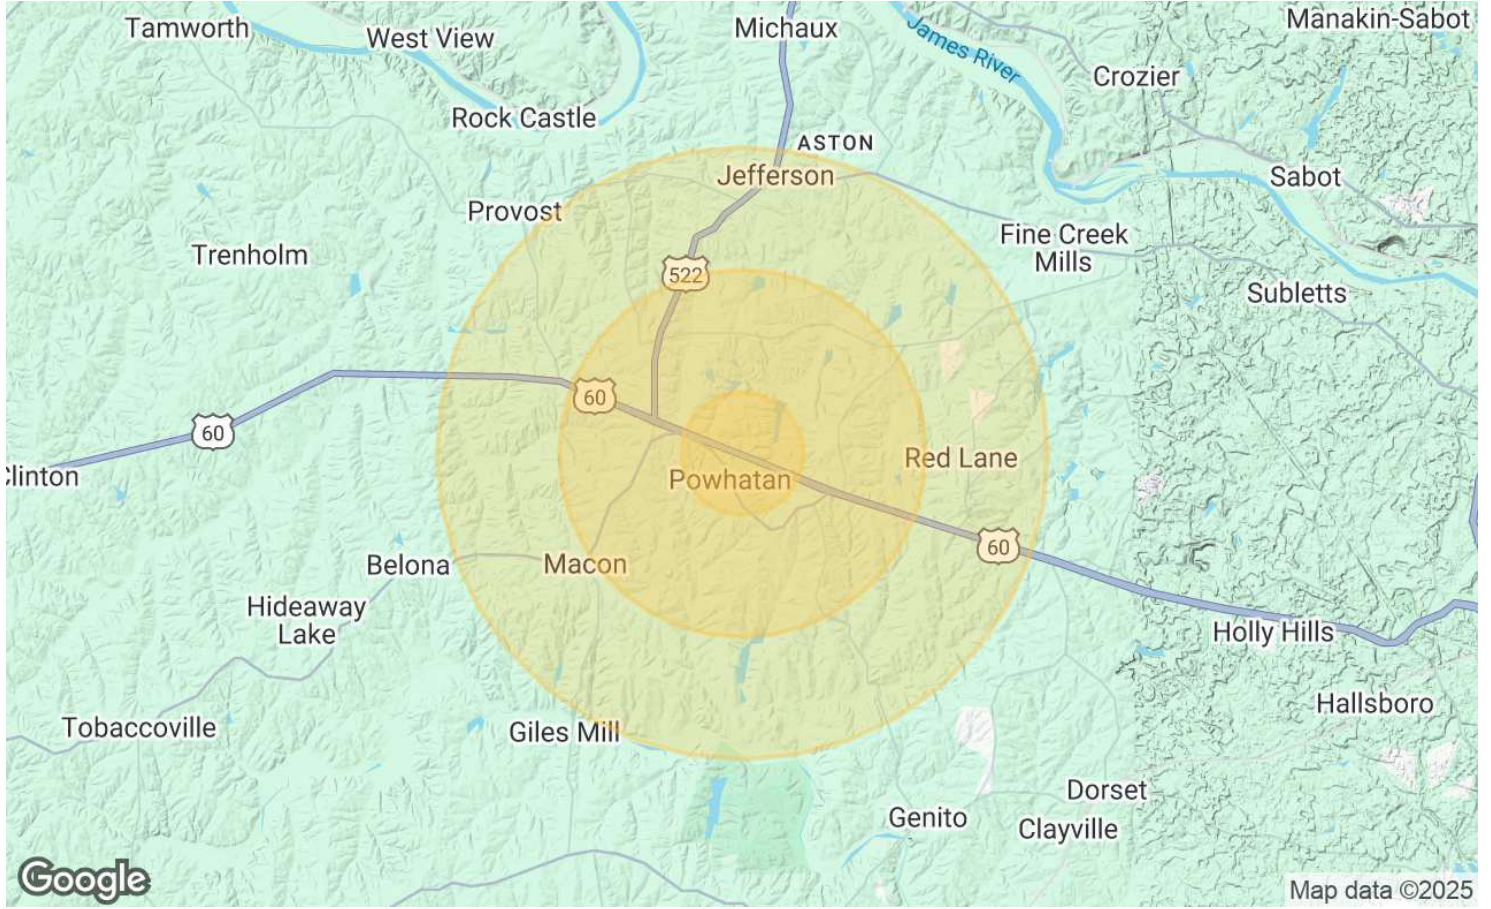 Tamworth
West View
Michaux
Manakin-Sabot
James River
Crozier
Rock Castle
ASTON
Jefferson
Sabot
Provost
Fine Creek
Mills
Trenholm
522
Subletts
60
60
Clinton
Powhatan
Red Lane
60
Belona
Macon
Hideaway
Lake
Holly Hills
Hallsboro
Tobaccoville
Giles Mill
Dorset
Genito
Clayville
Google
Map data ©2025